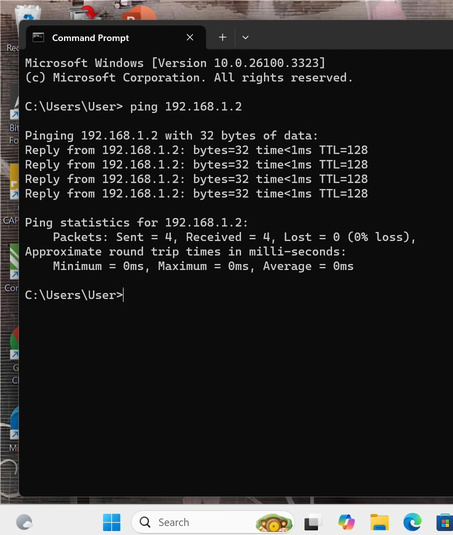 Command Prompt
Microsoft Windows [Version 10.0.26100.3323]
(c) Microsoft Corporation. All rights reserved.
C:\Users\User> ping 192.168.1.2
Pinging 192.168.1.2 with 32 bytes of data:
Reply from 192.168.1.2: bytes=32 time<1ms TTL=128
Reply from 192.168.1.2: bytes=32 time<1ms TTL=128
Reply from 192.168.1.2: bytes=32 time<1ms TTL=128
Reply from 192.168.1.2: bytes=32 time<1ms TTL=128
Ping statistics for 192.168.1.2:
Packets: Sent = 4, Received = 4, Lost = 0 (0% loss),
Approximate round trip times in milli-seconds:
Minimum = 0ms, Maximum = 0ms, Average = 0ms
C:\Users\User>
Search